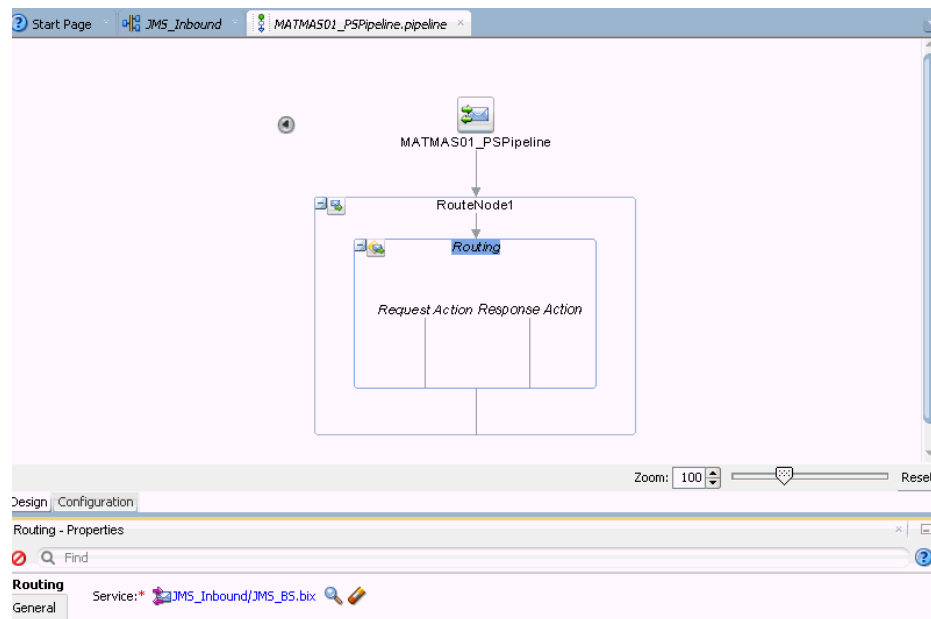 Start Page JMS_Inbound MATMAS01_PSPipeline.pipeline
MATMAS01_PSPipeline
RouteNode1
Routing
Request Action Response Action
Zoom: 100 Reset
Design Configuration
Routing - Properties
Find
Routing
Service:* JMS_Inbound/JMS_BS.bix
General